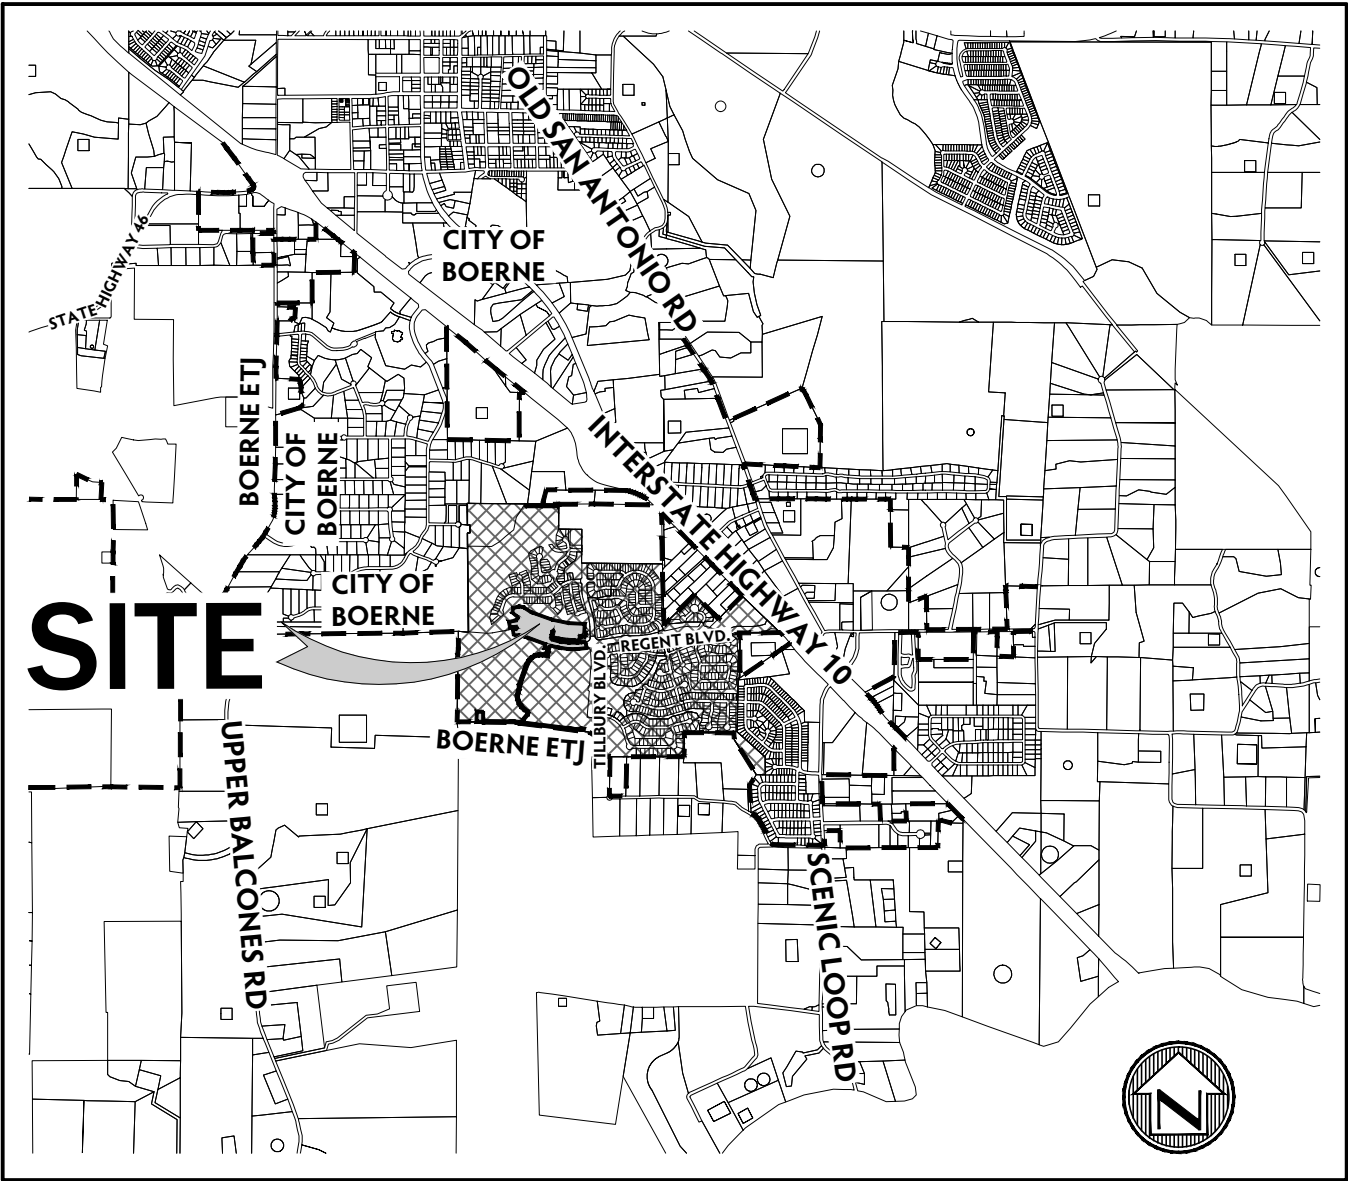 OLD SAN ANTONIO RD
STATE HIGHWAY 46
CITY OF
BOERNE
BOERNE ETJ
CITY OF
BOERNE
INTERSTATE HIGHWAY 10
CITY OF
BOERNE
SITE
REGENT BLVD.
TILLBURY BLVD.
BOERNE ETJ
UPPER BALCONES RD
SCENIC LOOP RD
N